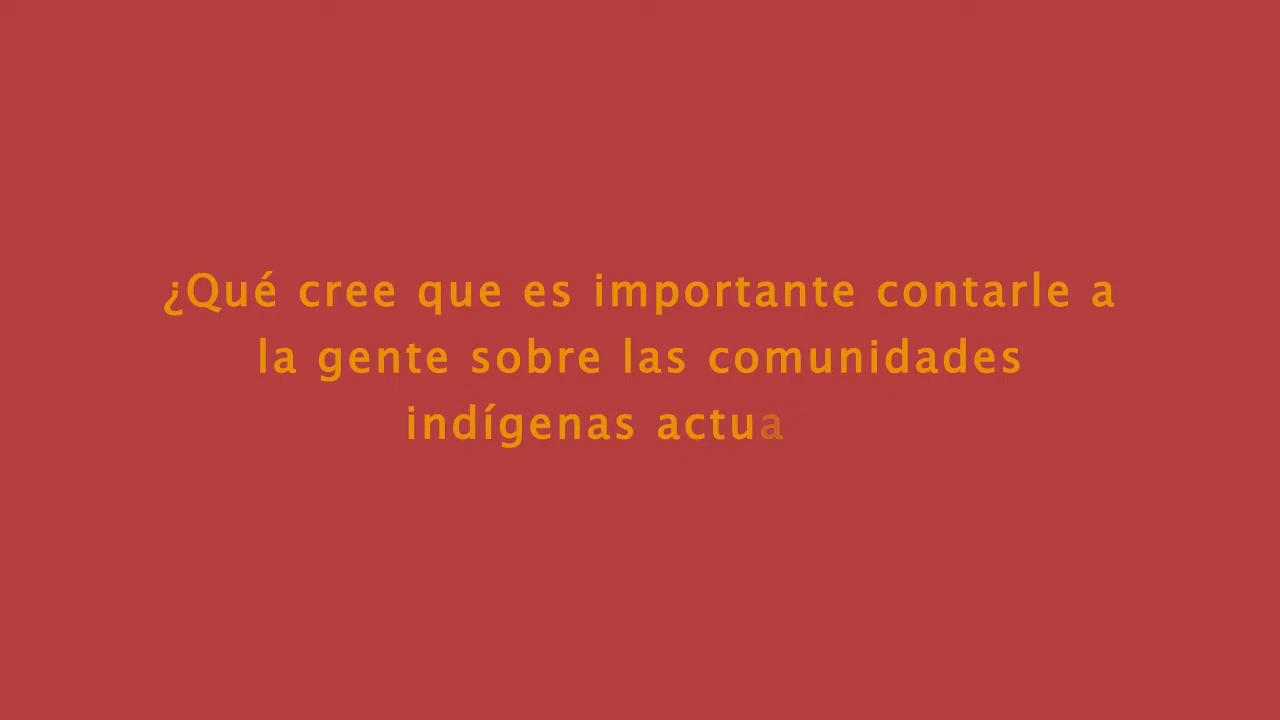 ¿Qué cree que es importante contarle a
la gente sobre las comunidades
indígenas actua